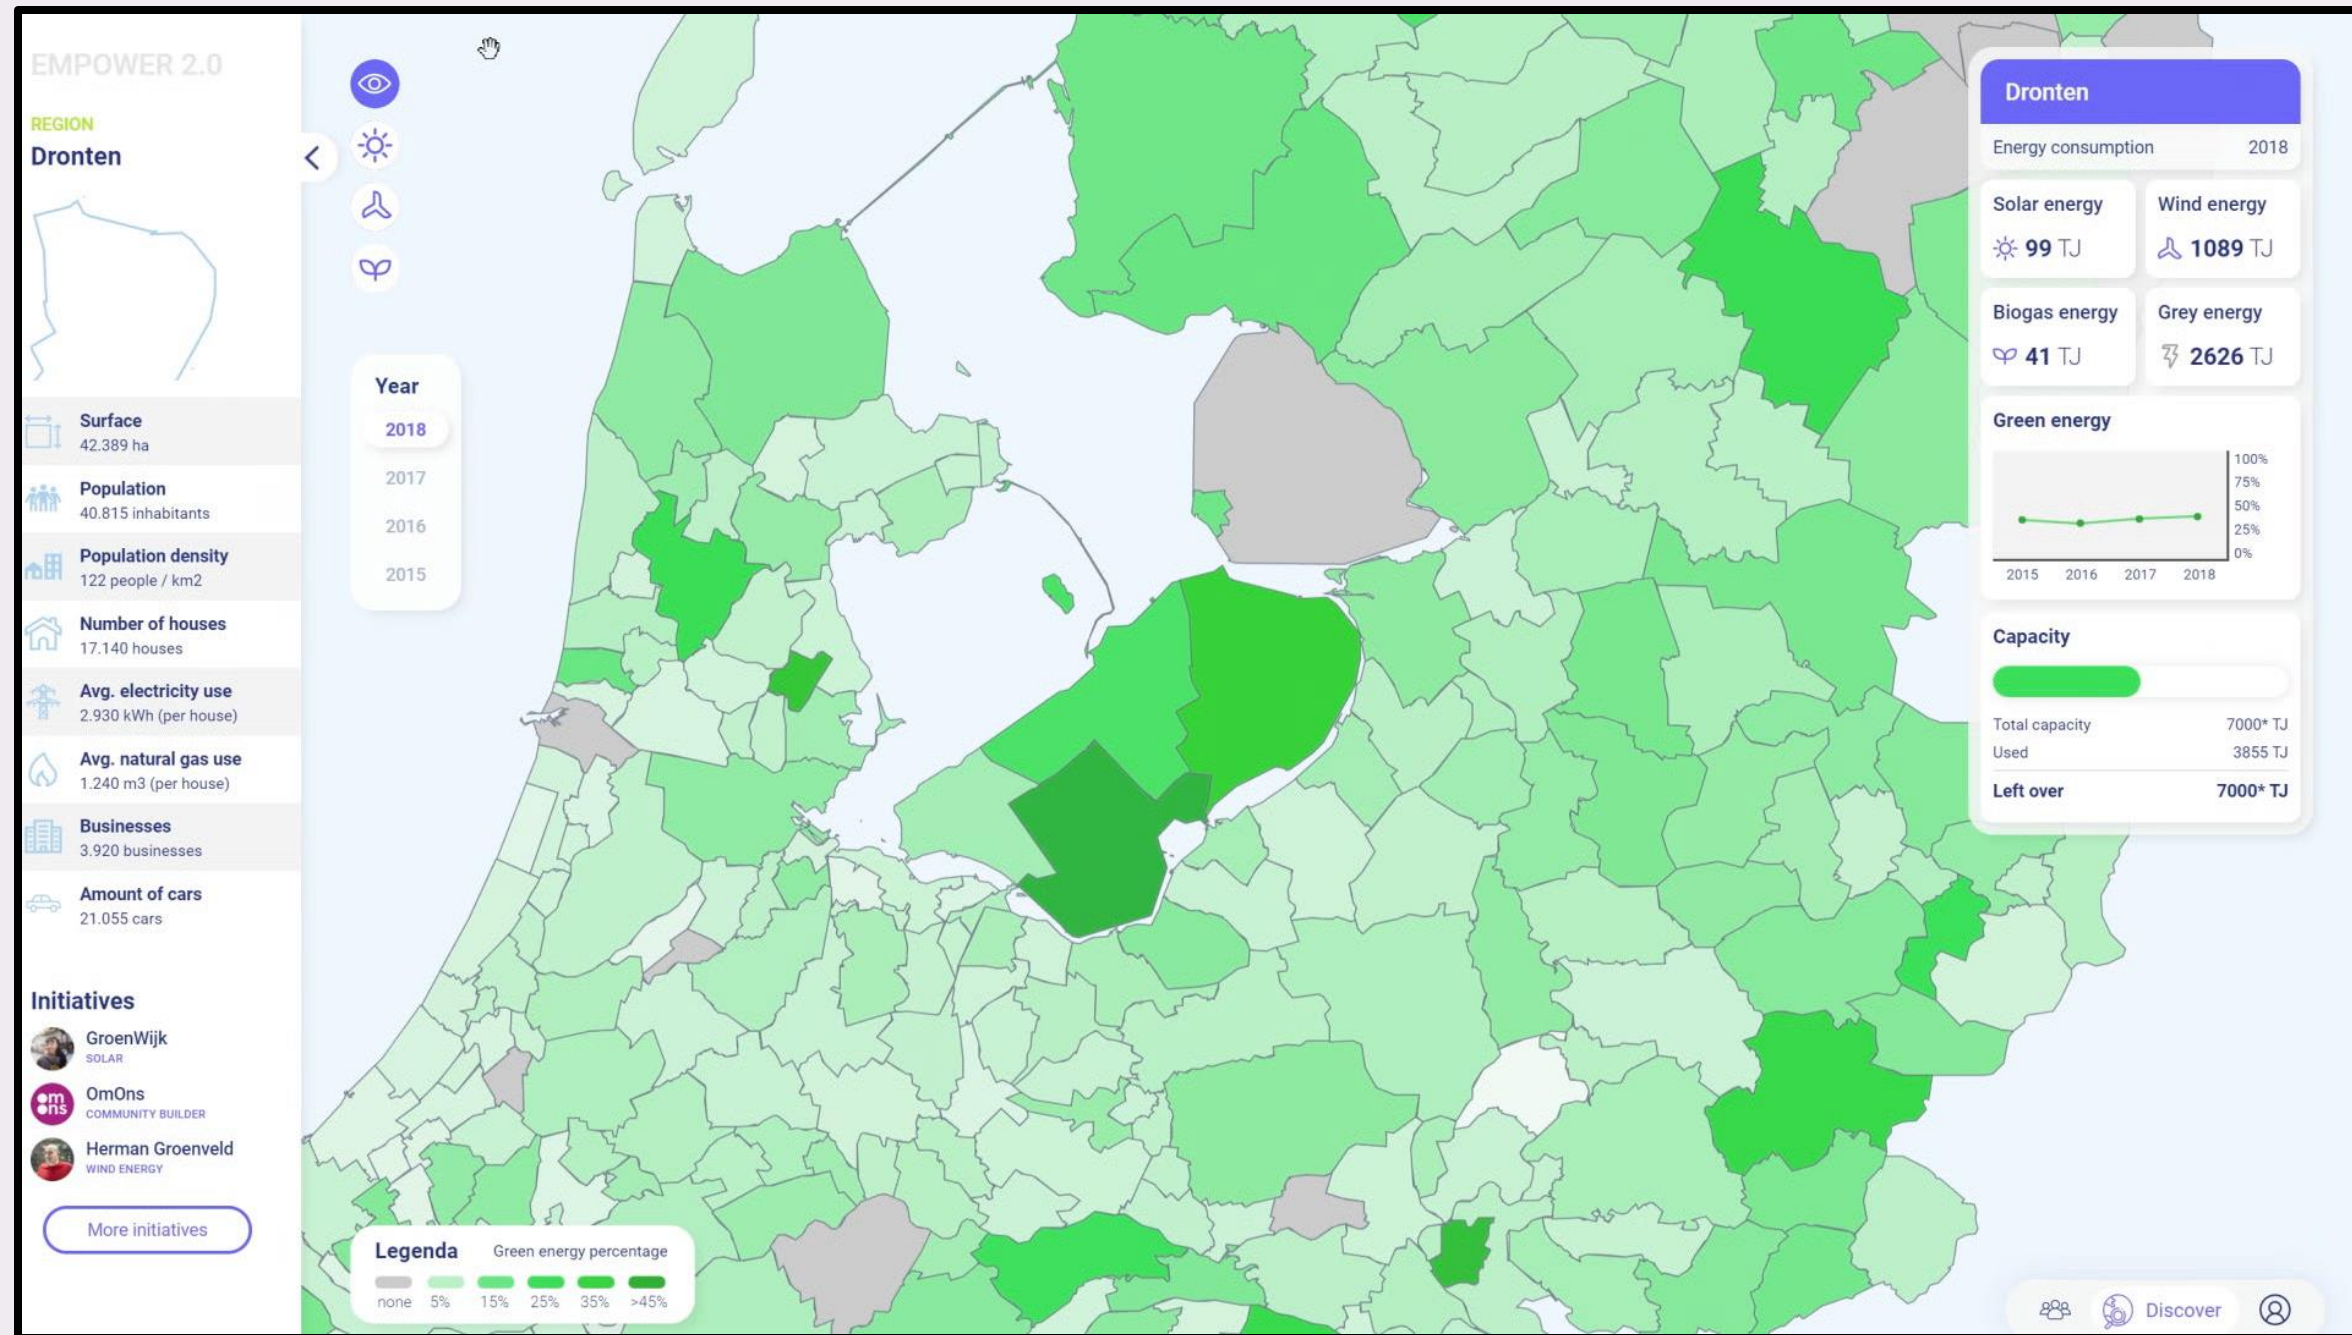 EMPOWER 2.0
REGION
Dronten
Surface
42.389 ha
Population
40.815 inhabitants
Population density
122 people / km2
Number of houses
17.140 houses
Avg. electricity use
2.930 kWh (per house)
Avg. natural gas use
1.240 m3 (per house)
Businesses
3.920 businesses
Amount of cars
21.055 cars
Initiatives
GroenWijk
SOLAR
om
ons
OmOns
COMMUNITY BUILDER
Herman Groenveld
WIND ENERGY
More initiatives
Year
2018
2017
2016
2015
Legenda Green energy percentage
none 5% 15% 25% 35% >45%
Dronten
Energy consumption 2018
Solar energy Wind energy
99 TJ 1089 TJ
Biogas energy Grey energy
41 TJ 2626 TJ
Green energy
100%
75%
50%
25%
0%
2015 2016 2017 2018
Capacity
Total capacity 7000* TJ
Used 3855 TJ
Left over 7000* TJ
Discover